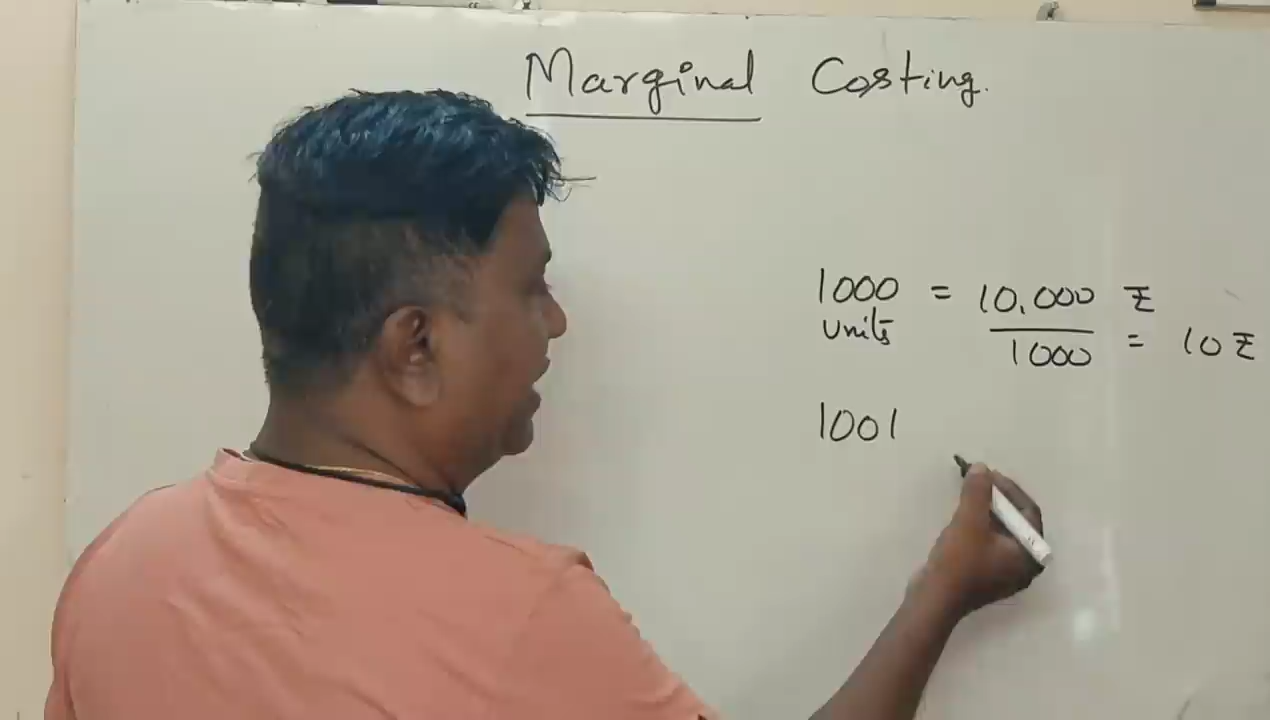 Marginal Costing.
1000 = 10,000 ₹
units 1000 = 10 ₹
1001